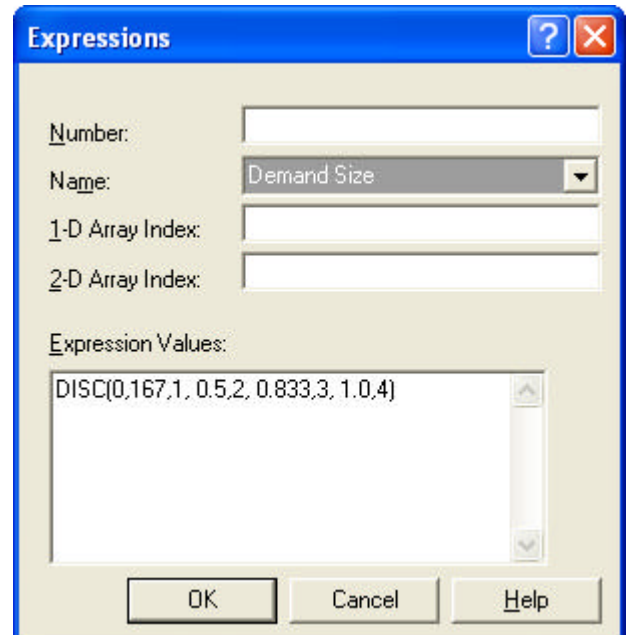 Expressions
Number:
Name: Demand Size
1-D Array Index:
2-D Array Index:
Expression Values:
DISC(0,167,1, 0.5,2, 0.833,3, 1.0,4)
OK Cancel Help